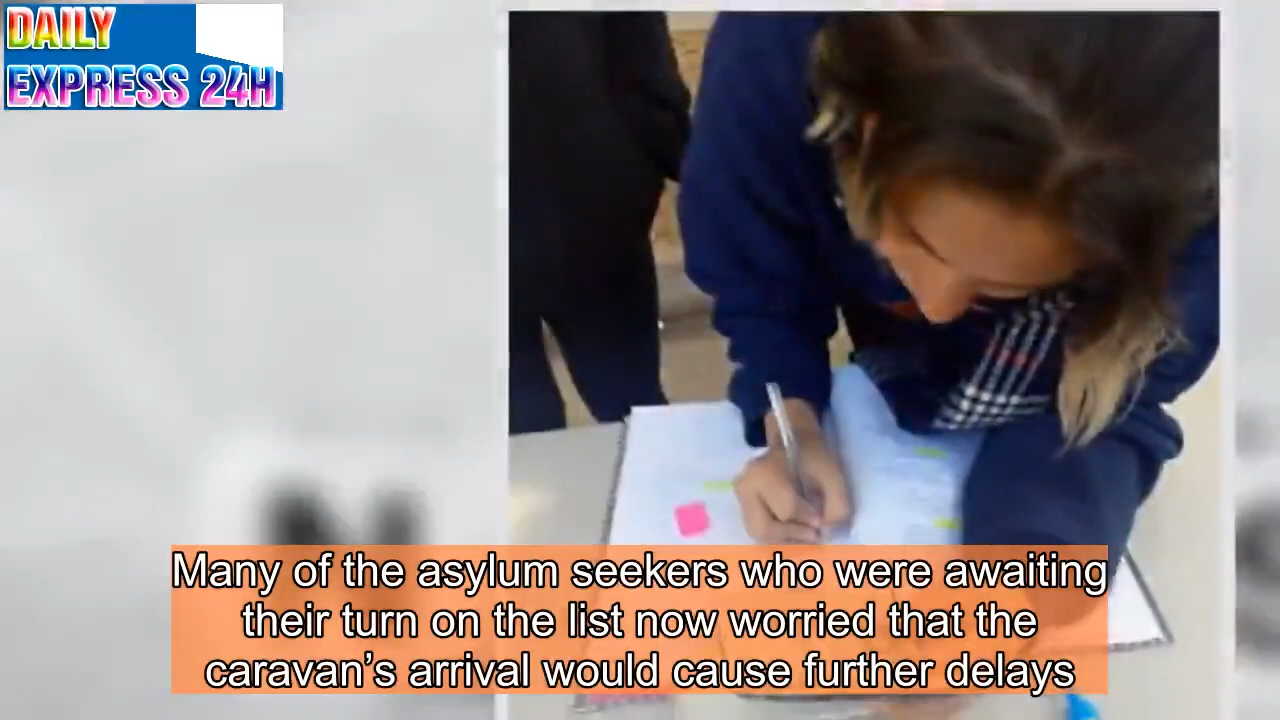 DAILY
EXPRESS 24H
Many of the asylum seekers who were awaiting
their turn on the list now worried that the
caravan’s arrival would cause further delays